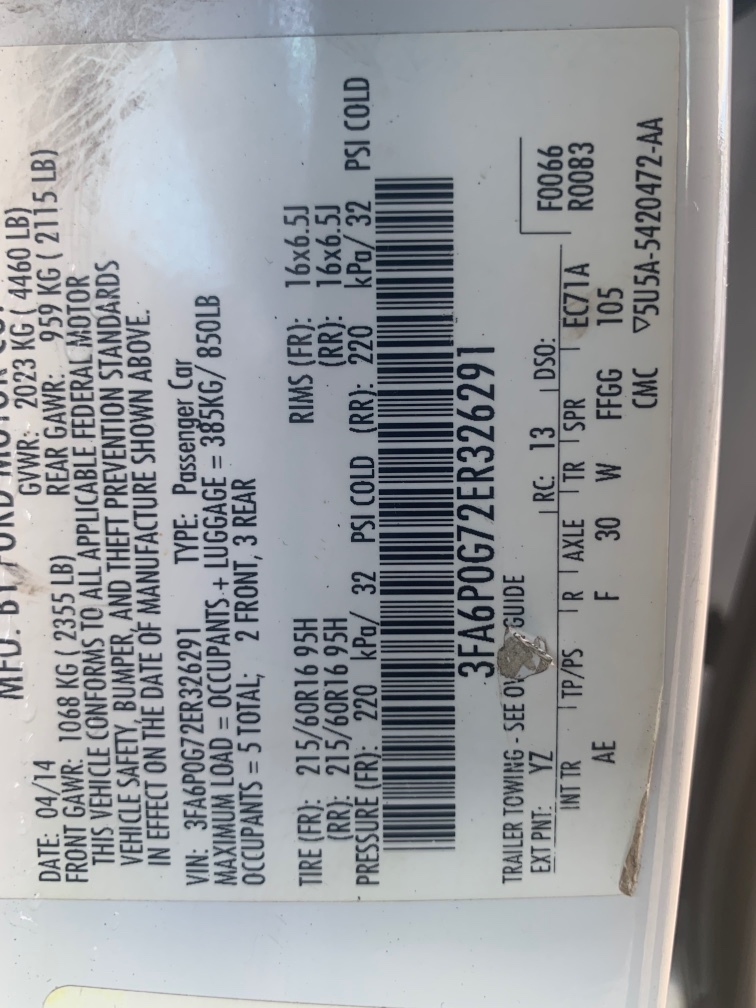 MFD. BY FORD MOTOR CO.
DATE: 04/14 GVWR: 2023 KG ( 4460 LB)
FRONT GAWR: 1068 KG ( 2355 LB) REAR GAWR: 959 KG ( 2115 LB)
THIS VEHICLE CONFORMS TO ALL APPLICABLE FEDERAL MOTOR
VEHICLE SAFETY, BUMPER, AND THEFT PREVENTION STANDARDS
IN EFFECT ON THE DATE OF MANUFACTURE SHOWN ABOVE.
VIN: 3FA6P0G72ER326291 TYPE: Passenger Car
MAXIMUM LOAD = OCCUPANTS + LUGGAGE = 385KG/ 850LB
OCCUPANTS = 5 TOTAL; 2 FRONT, 3 REAR
TIRE (FR): 215/60R16 95H RIMS (FR): 16x6.5J
(RR): 215/60R16 95H (RR): 16x6.5J
PRESSURE (FR): 220 kPa/ 32 PSI COLD (RR): 220 kPa/ 32 PSI COLD
3FA6P0G72ER326291
TRAILER TOWING - SEE GUIDE F0066
EXT PNT: YZ RC: 13 DSO: R0083
INT TR TP/PS R AXLE TR SPR EC71A
AE F 30 W FFGG 105
CMC ▽5U5A-5420472-AA